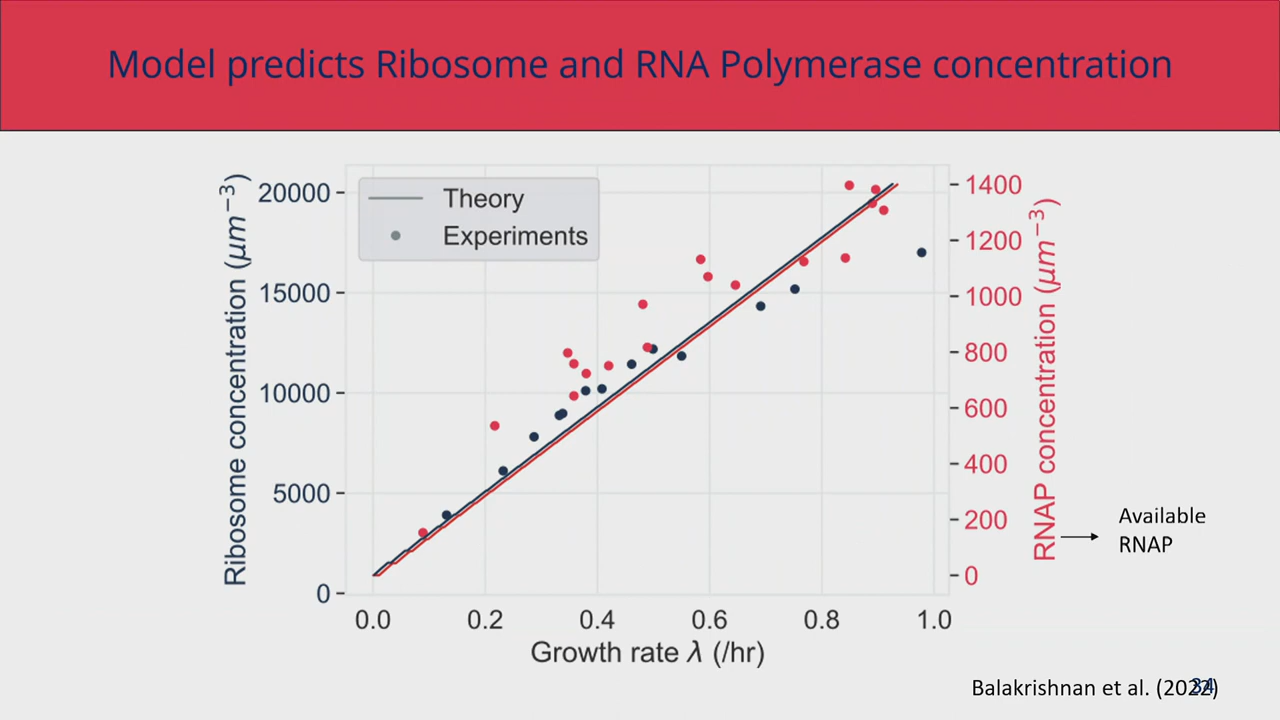 Model predicts Ribosome and RNA Polymerase concentration
Ribosome concentration (μm⁻³)
20000
15000
10000
5000
0
Theory
Experiments
1400
1200
1000
800
600
400
200
0
RNAP concentration (μm⁻³)
Available
RNAP
0.0 0.2 0.4 0.6 0.8 1.0
Growth rate λ (/hr)
Balakrishnan et al. (2022)
34